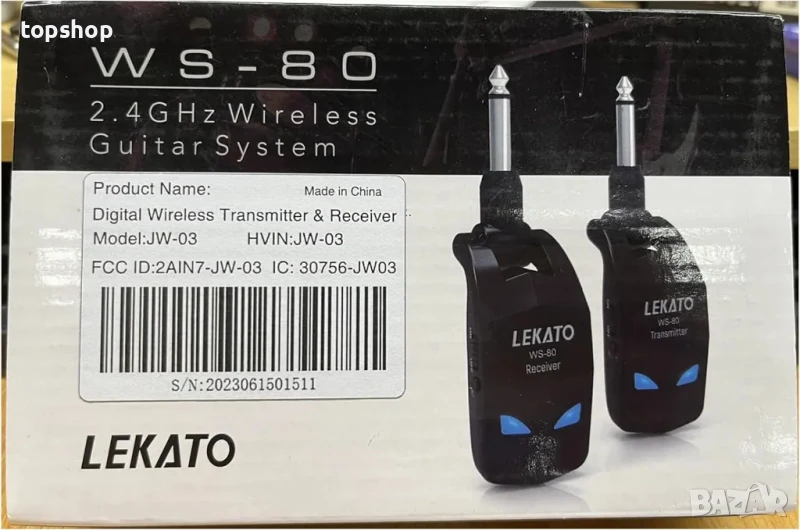 topshop
WS-80
2.4GHz Wireless
Guitar System
Product Name:
Made in China
Digital Wireless Transmitter & Receiver
Model:JW-03 HVIN:JW-03
FCC ID:2AIN7-JW-03 IC: 30756-JW03
S/N:2023061501511
LEKATO
LEKATO
WS-80
Receiver
LEKATO
WS-80
Transmitter
BAZAR